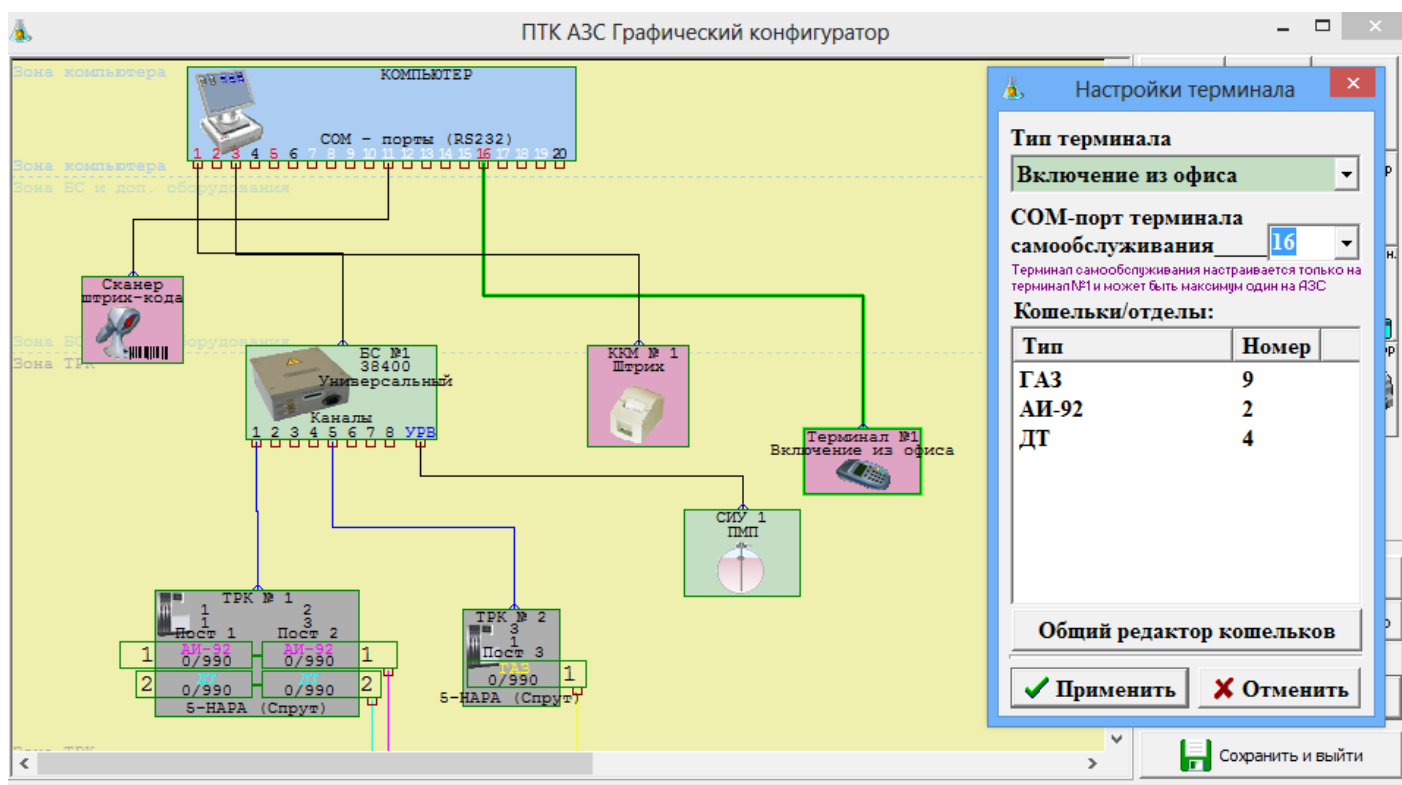 ПТК АЗС Графический конфигуратор
Зона компьютера
КОМПЬЮТЕР
COM - порты (RS232)
1 2 3 4 5 6 7 8 9 10 11 12 13 14 15 16 17 18 19 20
Зона компьютера
Зона БС и доп. оборудования
Сканер
штрих-кода
Зона ТРК
БС №1
38400
Универсальный
Каналы
1 2 3 4 5 6 7 8 УРВ
ККМ № 1
Штрих
Терминал №1
Включение из офиса
СИУ 1
ПМП
ТРК № 1
1 2
1 3
Пост 1 Пост 2
1 АИ-92 АИ-92 1
0/990 0/990
2 ДТ ДТ 2
0/990 0/990
5-НАРА (Спрут)
ТРК № 2
3
1
Пост 3
ГАЗ 1
0/990
5-НАРА (Спрут)
Настройки терминала
Тип терминала
Включение из офиса
COM-порт терминала
самообслуживания 16
Терминал самообслуживания настраивается только на
терминал №1 и может быть максимум один на АЗС
Кошельки/отделы:
Тип Номер
ГАЗ 9
АИ-92 2
ДТ 4
Общий редактор кошельков
Применить Отменить
Сохранить и выйти